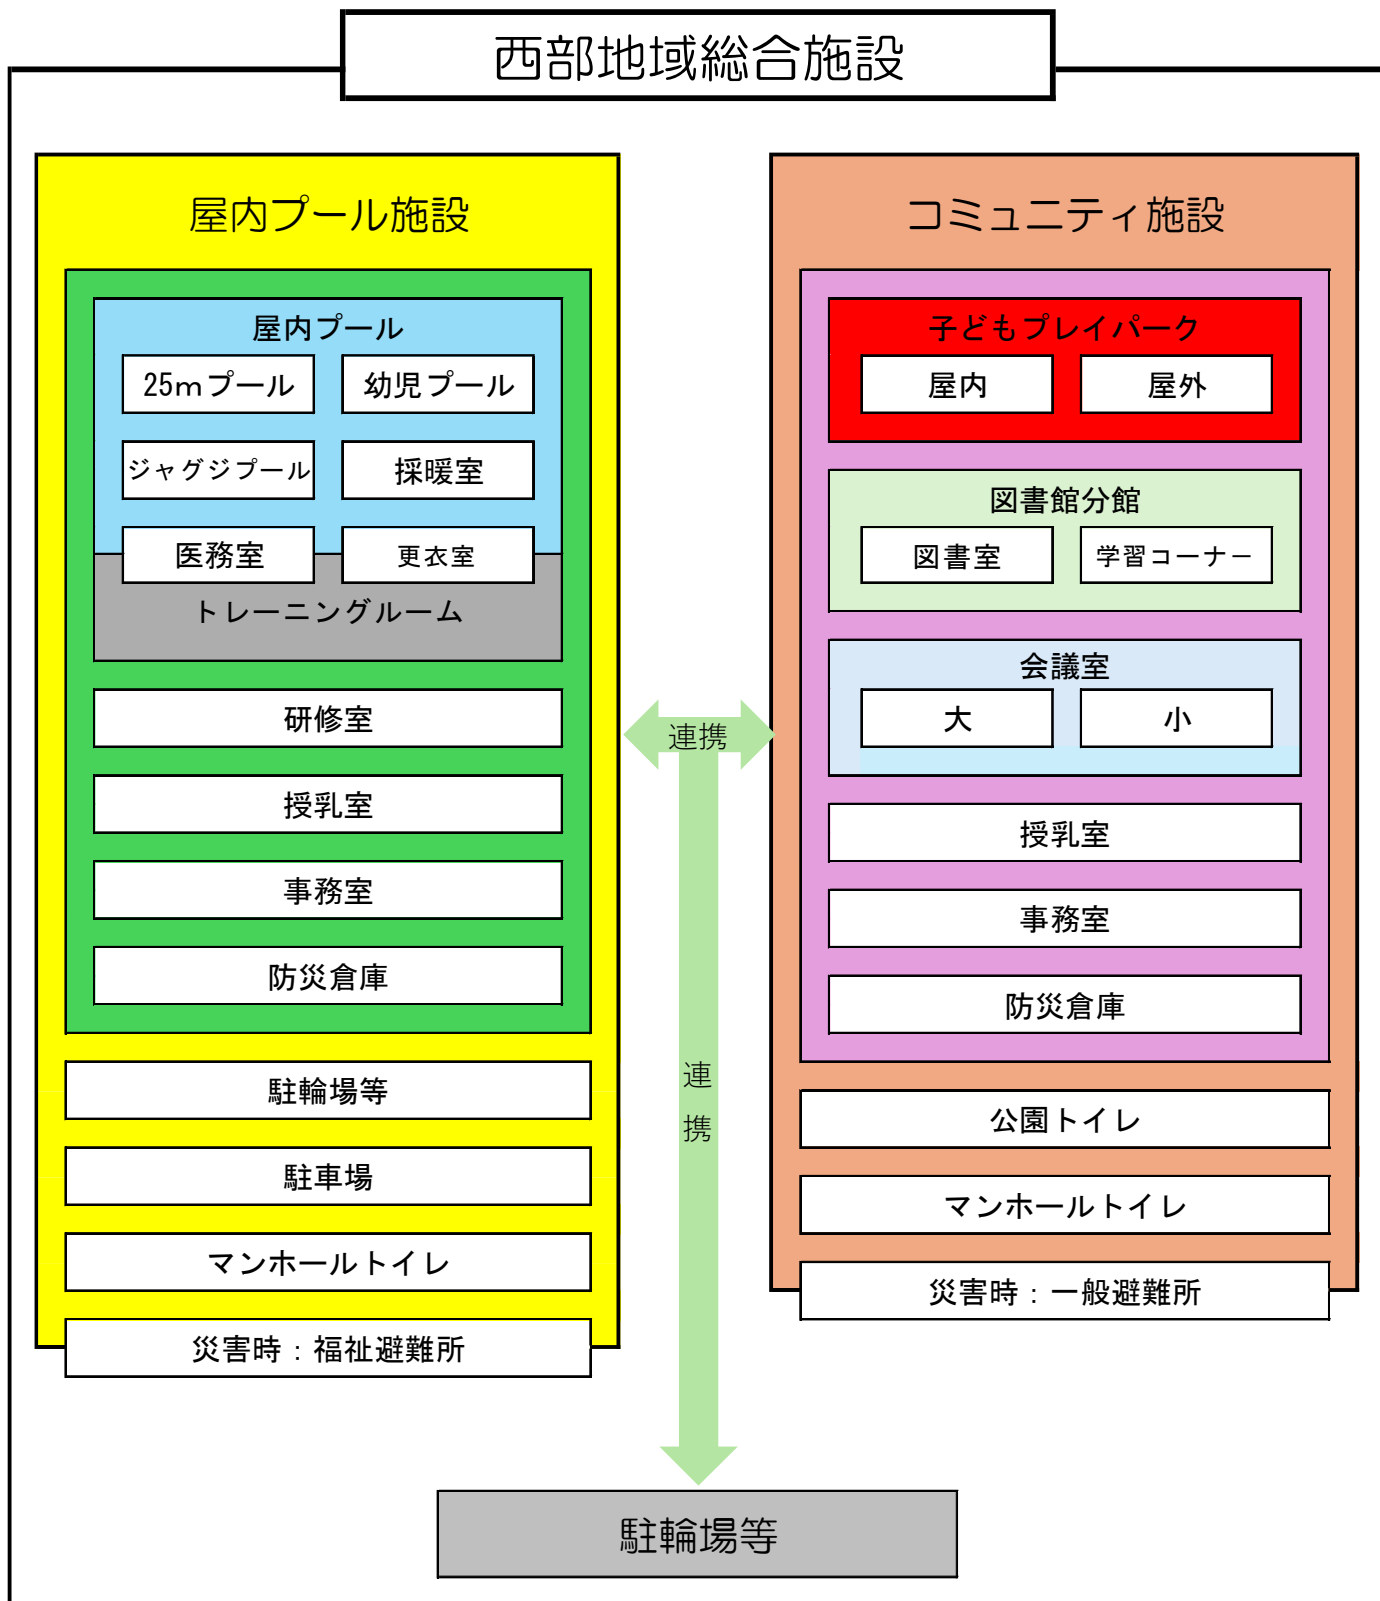 西部地域総合施設
屋内プール施設
屋内プール
25mプール
幼児プール
ジャグジプール
採暖室
医務室
更衣室
トレーニングルーム
研修室
授乳室
事務室
防災倉庫
駐輪場等
駐車場
マンホールトイレ
災害時：福祉避難所
連携
連携
コミュニティ施設
子どもプレイパーク
屋内
屋外
図書館分館
図書室
学習コーナー
会議室
大
小
授乳室
事務室
防災倉庫
公園トイレ
マンホールトイレ
災害時：一般避難所
駐輪場等